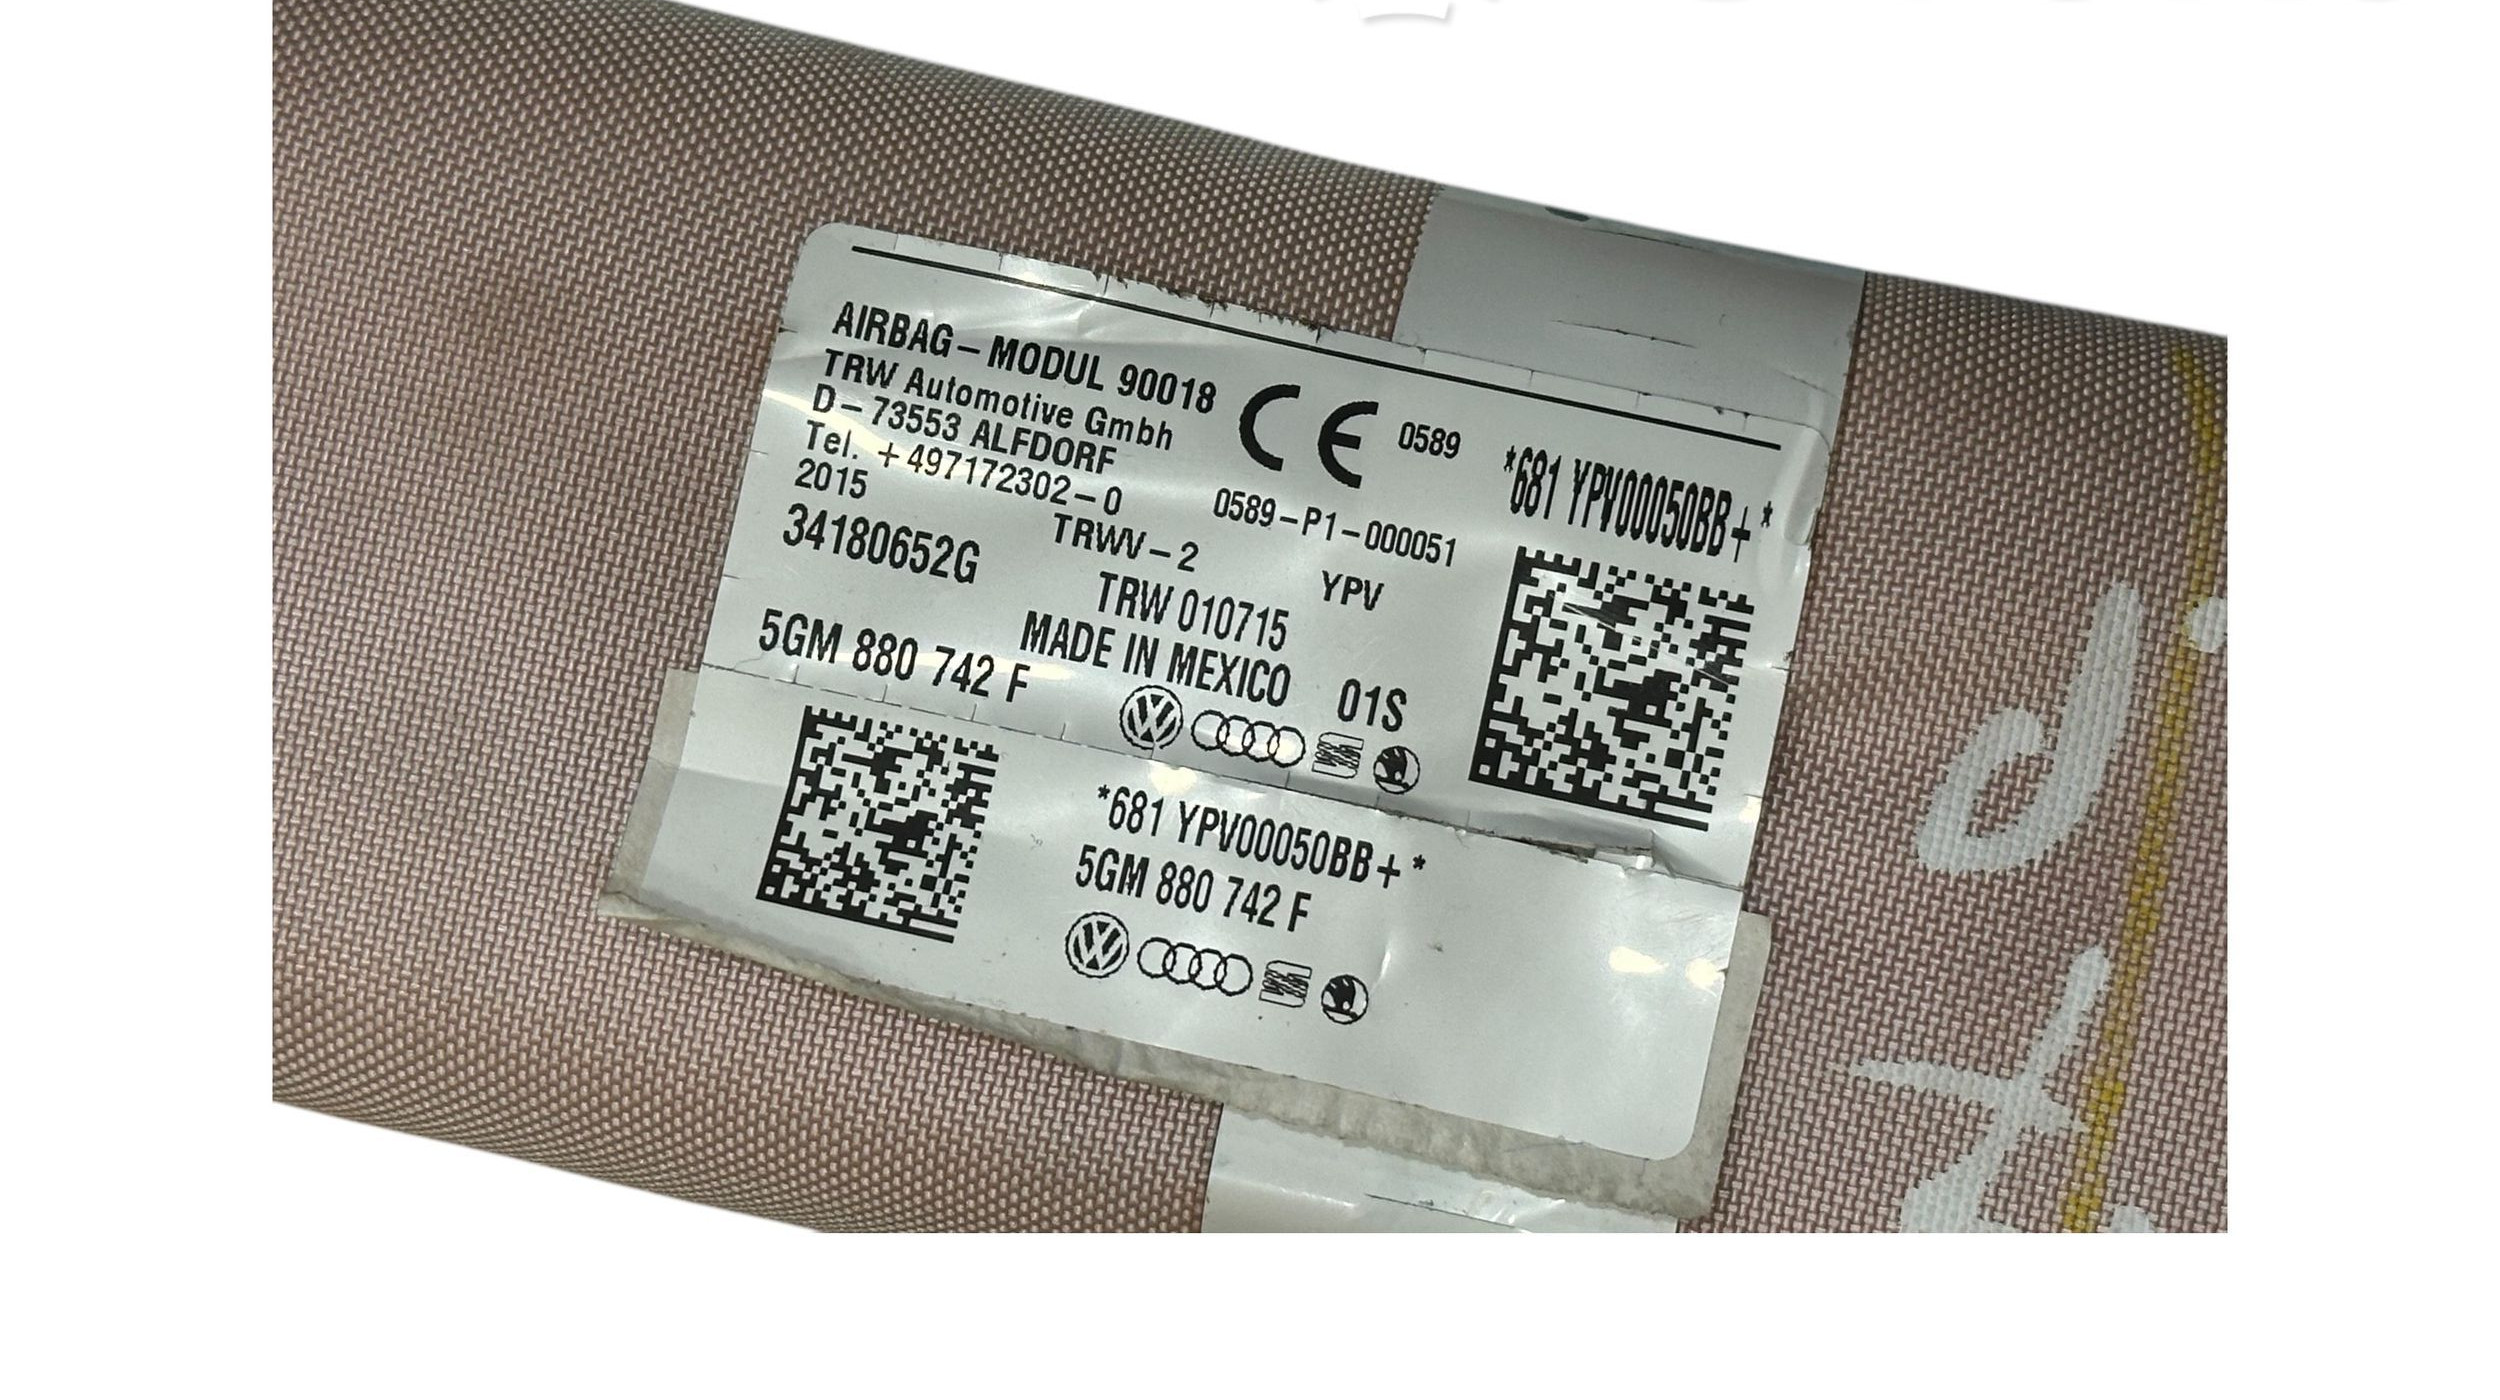 AIRBAG-MODUL 90018
TRW Automotive Gmbh
D-73553 ALFDORF
Tel. +497172302-0
2015
34180652G
TRWV-2
CE 0589
0589-P1-000051
YPV
TRW 010715
MADE IN MEXICO
5GM 880 742 F
01S
*681 YPV00050BB+*
*681 YPV00050BB+*
5GM 880 742 F